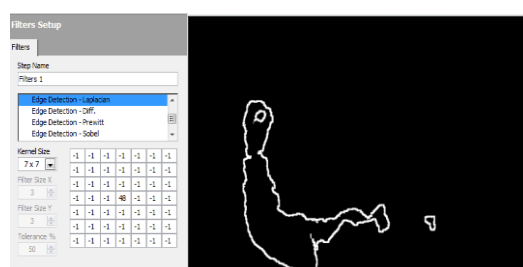 Filters Setup
Filters
Step Name
Filters 1
Edge Detection - Laplacian
Edge Detection - Diff.
Edge Detection - Prewitt
Edge Detection - Sobel
Kernel Size
7 x 7
Filter Size X
3
Filter Size Y
3
Tolerance %
50
-1 -1 -1 -1 -1 -1 -1
-1 -1 -1 -1 -1 -1 -1
-1 -1 -1 -1 -1 -1 -1
-1 -1 -1 48 -1 -1 -1
-1 -1 -1 -1 -1 -1 -1
-1 -1 -1 -1 -1 -1 -1
-1 -1 -1 -1 -1 -1 -1